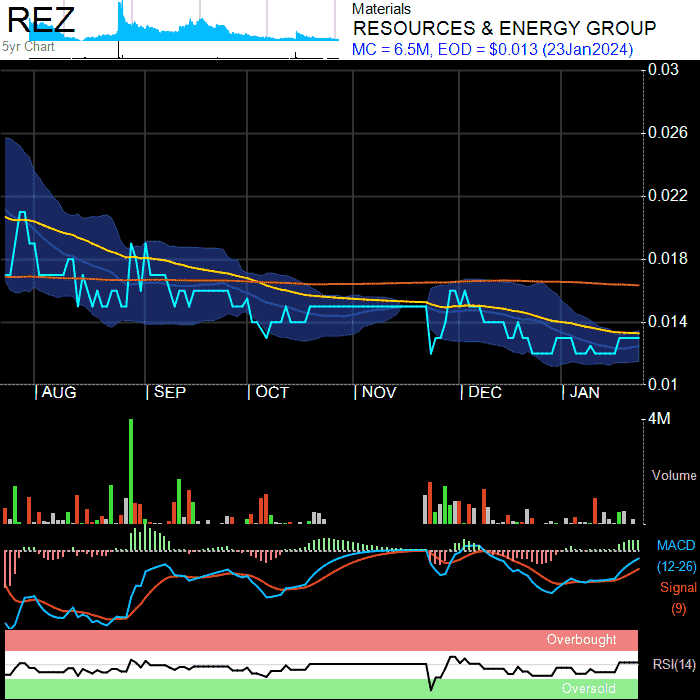 REZ
5yr Chart
Materials
RESOURCES & ENERGY GROUP
MC = 6.5M, EOD = $0.013 (23Jan2024)
0.03
0.026
0.022
0.018
0.014
0.01
AUG SEP OCT NOV DEC JAN
4M
Volume
MACD
(12-26)
Signal
(9)
Overbought
RSI(14)
Oversold